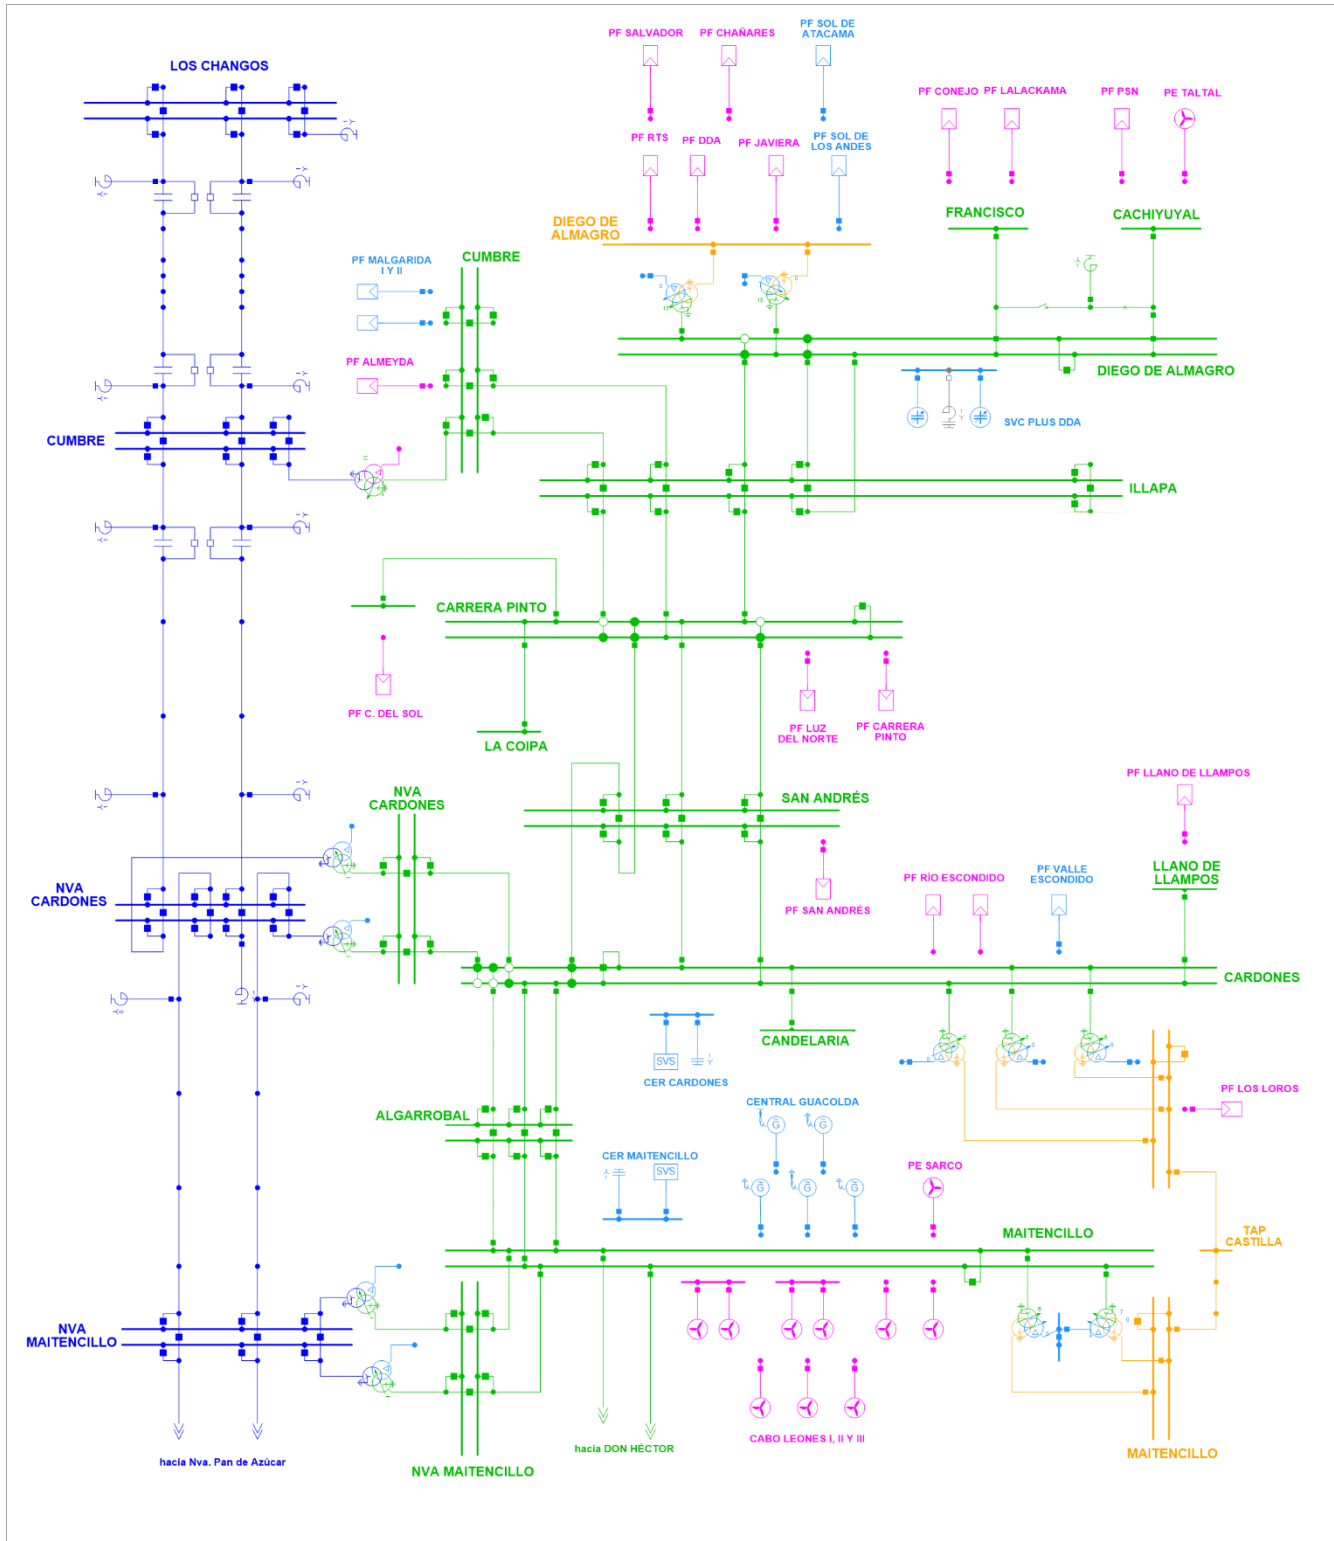 PF SALVADOR
PF CHAÑARES
PF SOL DE
ATACAMA
LOS CHANGOS
PF CONEJO
PF LALACKAMA
PF PSN
PE TALTAL
PF RTS
PF DDA
PF JAVIERA
PF SOL DE
LOS ANDES
DIEGO DE
ALMAGRO
FRANCISCO
CACHIYUYAL
PF MALGARIDA
I Y II
CUMBRE
PF ALMEYDA
DIEGO DE ALMAGRO
SVC PLUS DDA
CUMBRE
ILLAPA
CARRERA PINTO
PF C. DEL SOL
PF LUZ
DEL NORTE
PF CARRERA
PINTO
LA COIPA
PF LLANO DE LLAMPOS
NVA
CARDONES
SAN ANDRÉS
LLANO DE
LLAMPOS
PF RÍO ESCONDIDO
PF VALLE
ESCONDIDO
NVA
CARDONES
PF SAN ANDRÉS
CARDONES
CANDELARIA
SVS
CER CARDONES
PF LOS LOROS
CENTRAL GUACOLDA
ALGARROBAL
G
G
CER MAITENCILLO
SVS
PE SARCO
G
G
G
MAITENCILLO
TAP
CASTILLA
NVA
MAITENCILLO
CABO LEONES I, II Y III
hacia DON HÉCTOR
MAITENCILLO
hacia Nva. Pan de Azúcar
NVA MAITENCILLO